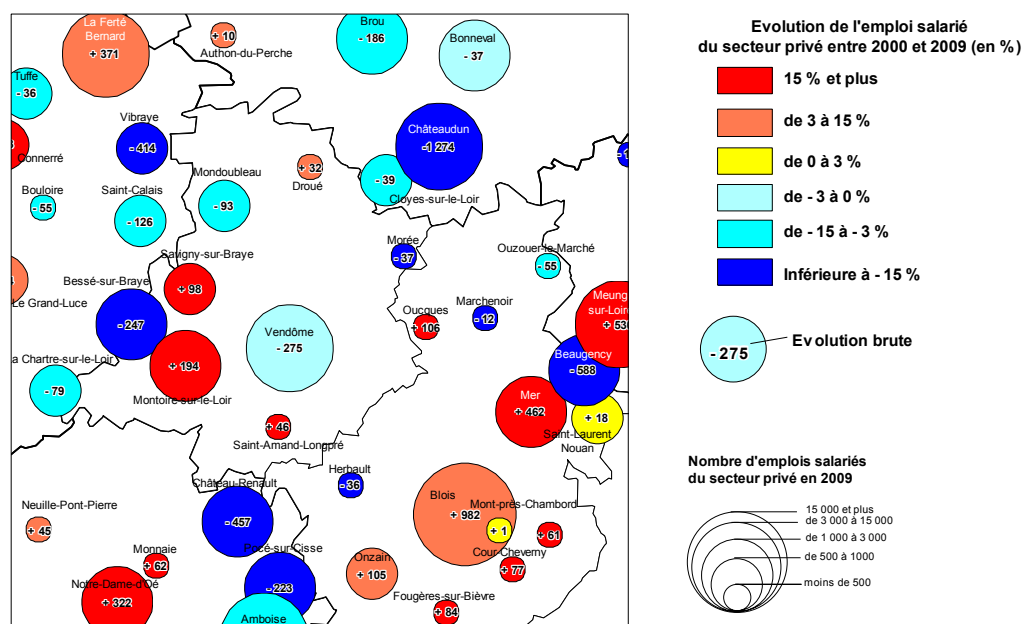 La Ferté
Bernard
+ 371
+ 10
Authon-du-Perche
Brou
- 186
Bonneval
- 37
Tuffe
- 36
Vibraye
- 414
Châteaudun
-1 274
Connerré
Bouloire
- 55
Saint-Calais
- 126
Mondoubleau
- 93
+ 32
Droué
- 39
Cloyes-sur-le-Loir
Morée
- 37
Ouzouer-le-Marché
- 55
Savigny-sur-Braye
+ 98
Bessé-sur-Braye
- 247
Le Grand-Luce
Oucques
+ 106
Marchenoir
- 12
Meung
sur-Loire
+ 530
Vendôme
- 275
Beaugency
- 588
a Chartre-sur-le-Loir
- 79
+ 194
Montoire-sur-le-Loir
Mer
+ 462
+ 18
Saint-Laurent
Nouan
+ 46
Saint-Amand-Longpré
Herbault
- 36
Château-Renault
- 457
Blois
+ 982
Mont-près-Chambord
+ 1
+ 61
Neuille-Pont-Pierre
+ 45
Monnaie
+ 62
Pocé-sur-Cisse
- 223
Onzain
+ 105
Cour-Cheverny
+ 77
Notre-Dame-d'Oé
+ 322
Fougères-sur-Bièvre
+ 84
Amboise
Evolution de l'emploi salarié
du secteur privé entre 2000 et 2009 (en %)
15 % et plus
de 3 à 15 %
de 0 à 3 %
de - 3 à 0 %
de - 15 à - 3 %
Inférieure à - 15 %
- 275
Evolution brute
Nombre d'emplois salariés
du secteur privé en 2009
15 000 et plus
de 3 000 à 15 000
de 1 000 à 3 000
de 500 à 1000
moins de 500